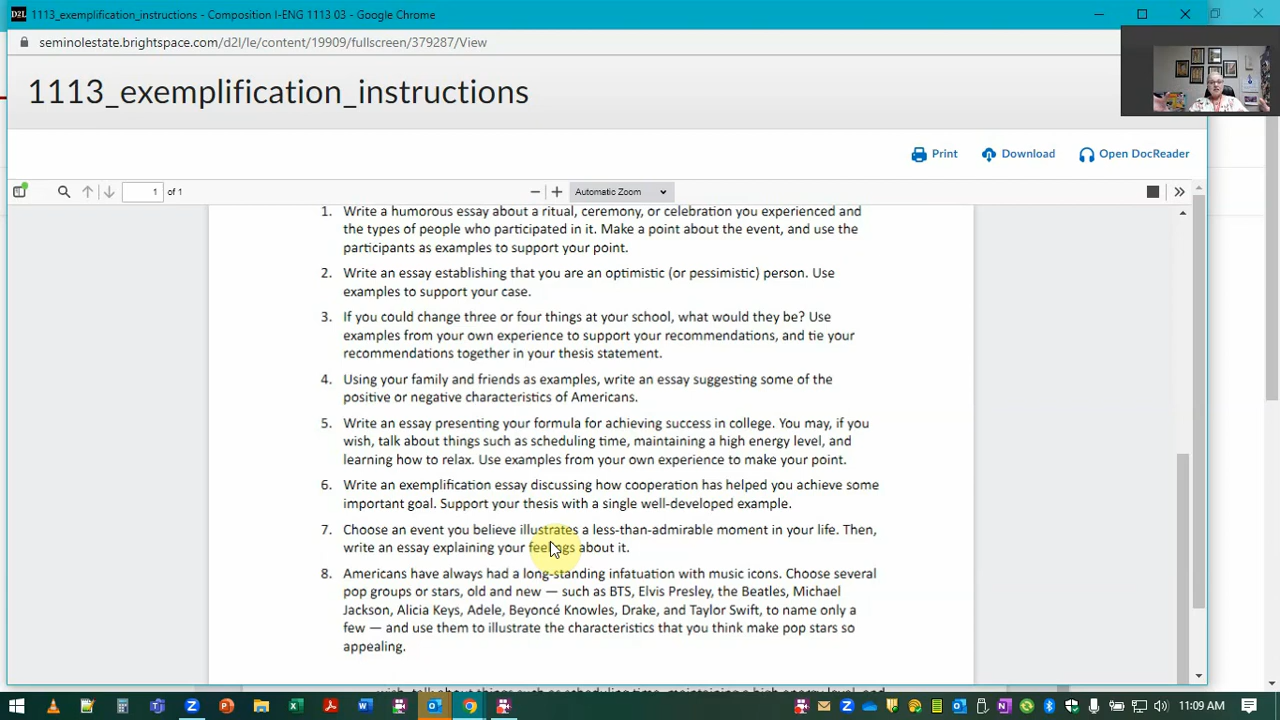 1113_exemplification_instructions - Composition I-ENG 1113.03 - Google Chrome
seminolestate.brightspace.com/d2l/le/content/19909/fullscreen/379287/View
1113_exemplification_instructions
Print
Download
Open DocReader
1
of 1
Automatic Zoom
1. Write a humorous essay about a ritual, ceremony, or celebration you experienced and
the types of people who participated in it. Make a point about the event, and use the
participants as examples to support your point.
2. Write an essay establishing that you are an optimistic (or pessimistic) person. Use
examples to support your case.
3. If you could change three or four things at your school, what would they be? Use
examples from your own experience to support your recommendations, and tie your
recommendations together in your thesis statement.
4. Using your family and friends as examples, write an essay suggesting some of the
positive or negative characteristics of Americans.
5. Write an essay presenting your formula for achieving success in college. You may, if you
wish, talk about things such as scheduling time, maintaining a high energy level, and
learning how to relax. Use examples from your own experience to make your point.
6. Write an exemplification essay discussing how cooperation has helped you achieve some
important goal. Support your thesis with a single well-developed example.
7. Choose an event you believe illustrates a less-than-admirable moment in your life. Then,
write an essay explaining your feelings about it.
8. Americans have always had a long-standing infatuation with music icons. Choose several
pop groups or stars, old and new — such as BTS, Elvis Presley, the Beatles, Michael
Jackson, Alicia Keys, Adele, Beyoncé Knowles, Drake, and Taylor Swift, to name only a
few — and use them to illustrate the characteristics that you think make pop stars so
appealing.
wish, talk about things such as scheduling time, maintaining a high energy level, and
11:09 AM